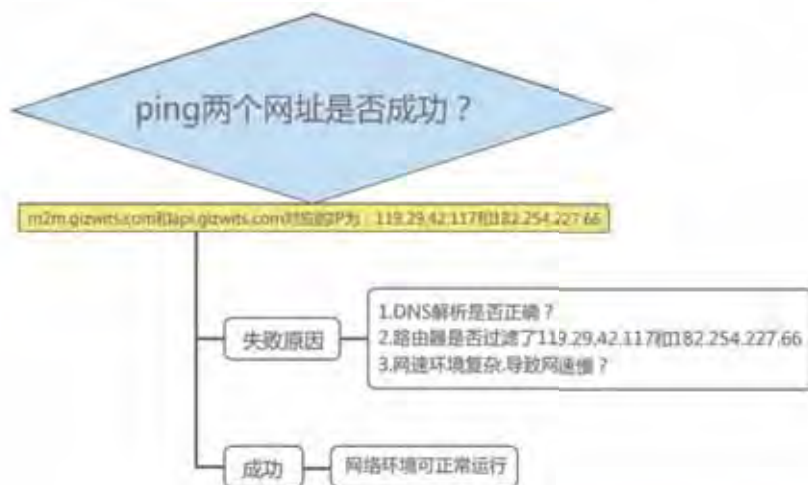 ping两个网址是否成功？
m2m.gizwits.com和api.gizwits.com对应的IP为：119.29.42.117和182.254.227.66
失败原因
1.DNS解析是否正确？
2.路由器是否过滤了119.29.42.117和182.254.227.66
3.网速环境复杂.导致网速慢？
成功
网络环境可正常运行